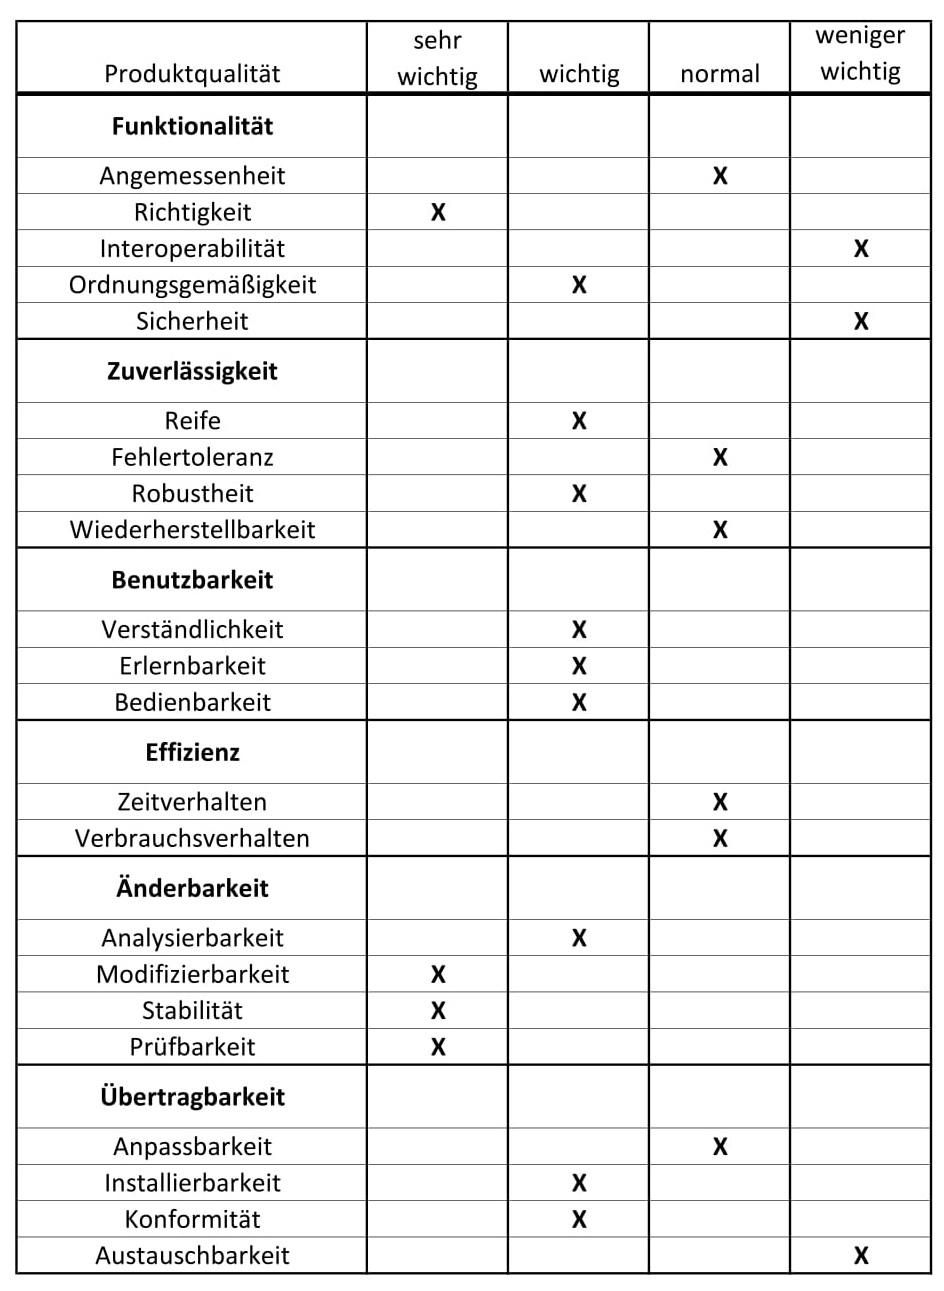 Produktqualität sehr wichtig wichtig normal weniger wichtig
Funktionalität
Angemessenheit X
Richtigkeit X
Interoperabilität X
Ordnungsgemäßigkeit X
Sicherheit X
Zuverlässigkeit
Reife X
Fehlertoleranz X
Robustheit X
Wiederherstellbarkeit X
Benutzbarkeit
Verständlichkeit X
Erlernbarkeit X
Bedienbarkeit X
Effizienz
Zeitverhalten X
Verbrauchsverhalten X
Änderbarkeit
Analysierbarkeit X
Modifizierbarkeit X
Stabilität X
Prüfbarkeit X
Übertragbarkeit
Anpassbarkeit X
Installierbarkeit X
Konformität X
Austauschbarkeit X